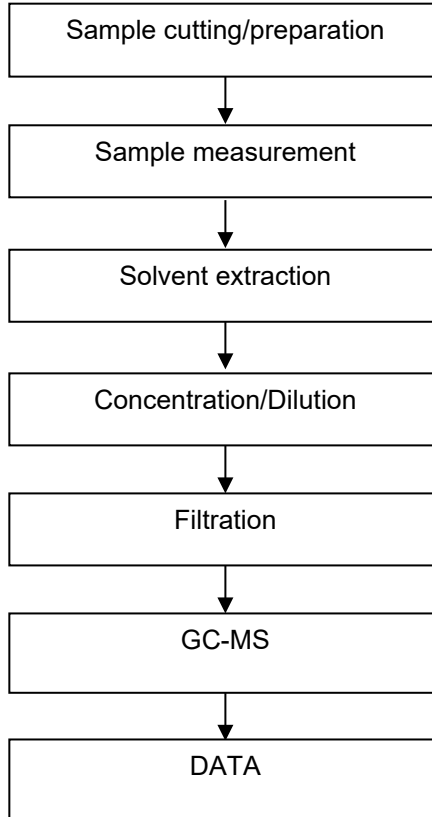 Sample cutting/preparation
Sample measurement
Solvent extraction
Concentration/Dilution
Filtration
GC-MS
DATA